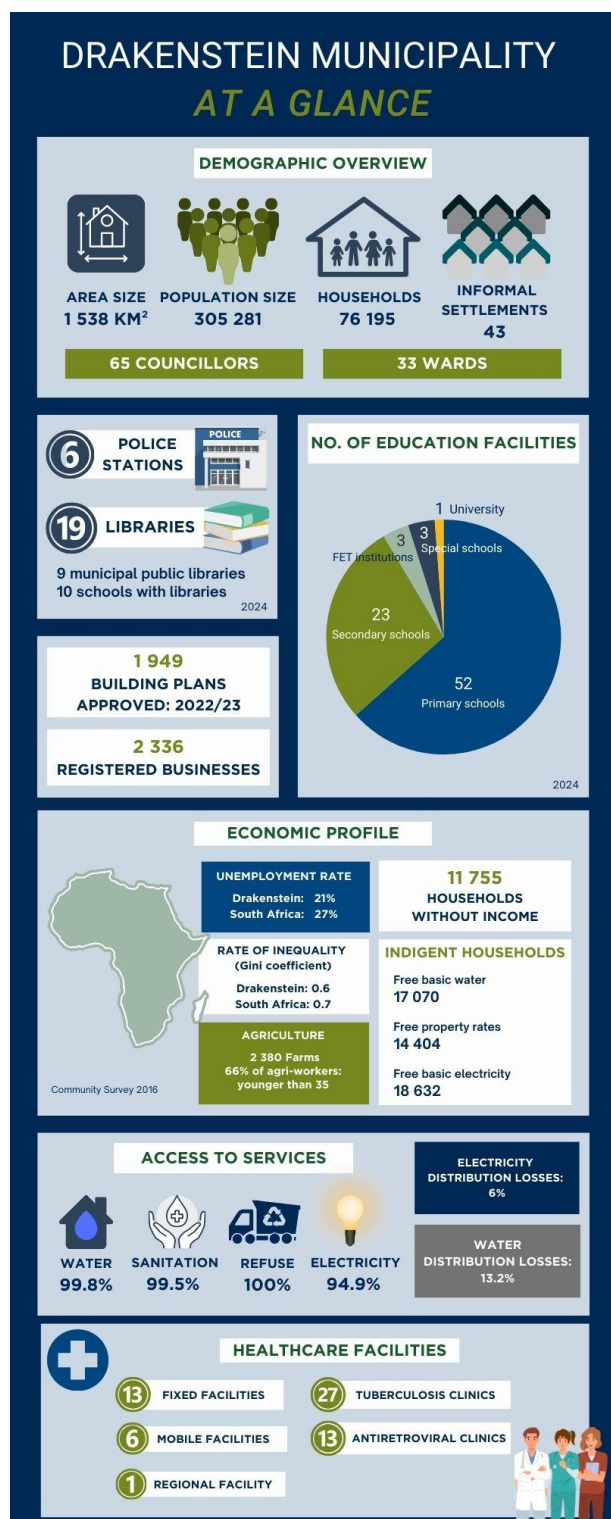 DRAKENSTEIN MUNICIPALITY
AT A GLANCE
DEMOGRAPHIC OVERVIEW
AREA SIZE
1 538 KM²
POPULATION SIZE
305 281
HOUSEHOLDS
76 195
INFORMAL
SETTLEMENTS
43
65 COUNCILLORS
33 WARDS
6
POLICE
STATIONS
POLICE
19
LIBRARIES
9 municipal public libraries
10 schools with libraries
2024
1 949
BUILDING PLANS
APPROVED: 2022/23
2 336
REGISTERED BUSINESSES
NO. OF EDUCATION FACILITIES
1 University
3
Special schools
3
FET institutions
23
Secondary schools
52
Primary schools
2024
ECONOMIC PROFILE
UNEMPLOYMENT RATE
Drakenstein: 21%
South Africa: 27%
RATE OF INEQUALITY
(Gini coefficient)
Drakenstein: 0.6
South Africa: 0.7
AGRICULTURE
2 380 Farms
66% of agri-workers:
younger than 35
Community Survey 2016
11 755
HOUSEHOLDS
WITHOUT INCOME
INDIGENT HOUSEHOLDS
Free basic water
17 070
Free property rates
14 404
Free basic electricity
18 632
ACCESS TO SERVICES
WATER
99.8%
SANITATION
99.5%
REFUSE
100%
ELECTRICITY
94.9%
ELECTRICITY
DISTRIBUTION LOSSES:
6%
WATER
DISTRIBUTION LOSSES:
13.2%
HEALTHCARE FACILITIES
13 FIXED FACILITIES
6 MOBILE FACILITIES
1 REGIONAL FACILITY
27 TUBERCULOSIS CLINICS
13 ANTIRETROVIRAL CLINICS